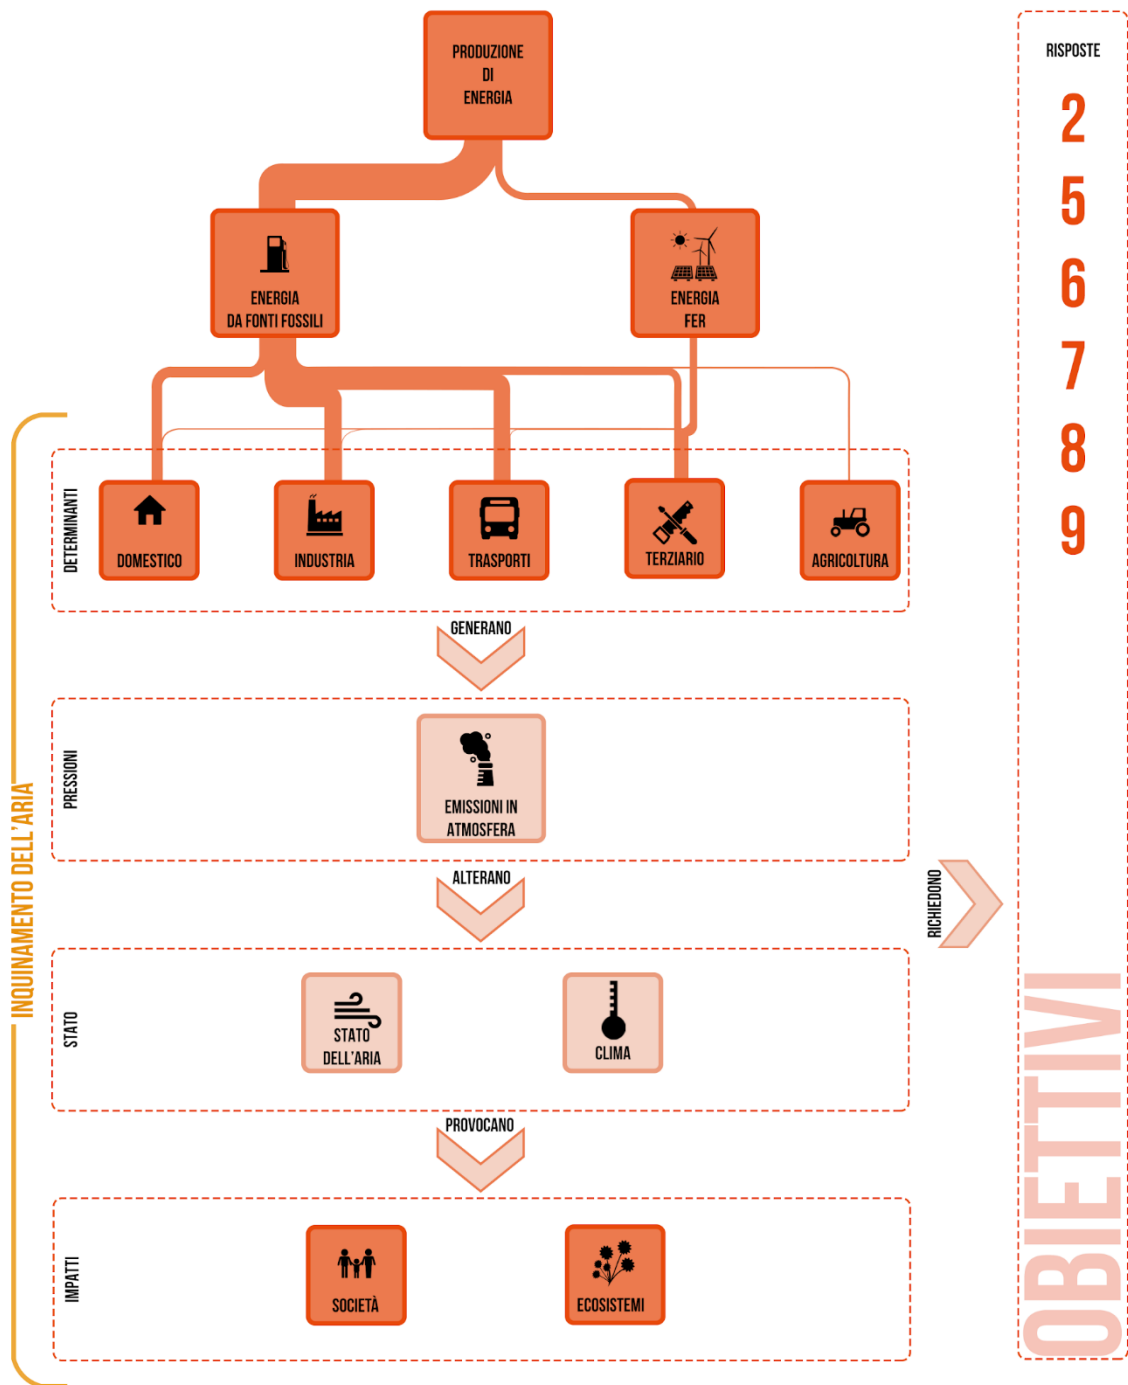 PRODUZIONE
DI
ENERGIA
RISPOSTE
2
5
6
7
8
9
ENERGIA
DA FONTI FOSSILI
ENERGIA
FER
DETERMINANTI
DOMESTICO
INDUSTRIA
TRASPORTI
TERZIARIO
AGRICOLTURA
GENERANO
PRESSIONI
EMISSIONI IN
ATMOSFERA
INQUINAMENTO DELL'ARIA
ALTERANO
RICHIEDONO
STATO
STATO
DELL'ARIA
CLIMA
OBIETTIVI
PROVOCANO
IMPATTI
SOCIETÀ
ECOSISTEMI